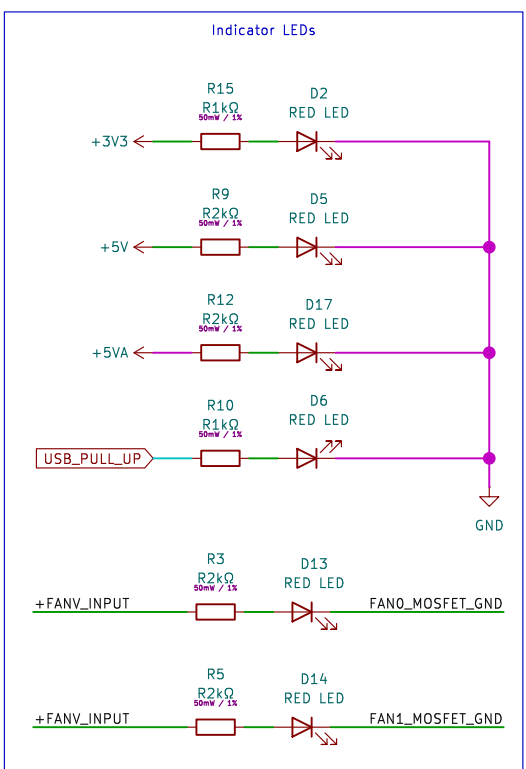 Indicator LEDs
R15
R1kΩ
50mW / 1%
D2
RED LED
+3V3
R9
R2kΩ
50mW / 1%
D5
RED LED
+5V
R12
R2kΩ
50mW / 1%
D17
RED LED
+5VA
R10
R1kΩ
50mW / 1%
D6
RED LED
USB_PULL_UP
GND
R3
R2kΩ
50mW / 1%
D13
RED LED
+FANV_INPUT
FAN0_MOSFET_GND
R5
R2kΩ
50mW / 1%
D14
RED LED
+FANV_INPUT
FAN1_MOSFET_GND